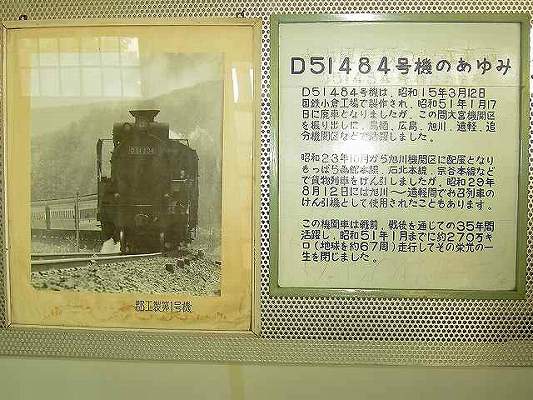 D51484号機のあゆみ
D51484号機は、昭和15年3月12日
国鉄小倉工場で製作され、昭和51年1月17
日に廃車となりましたが、この間大宮機関区
を振り出しに、鳥栖、広島、旭川、遠軽、追
分機関区などで活躍しました。
昭和23年10月から旭川機関区に配属となり
もっぱら函館本線、石北本線、宗谷本線など
で貨物列車をけん引しましたが、昭和29年
8月12日には旭川〜遠軽間でお召列車の
けん引機として使用されたこともあります。
この機関車は戦前、戦後を通じての35年間
活躍し、昭和51年1月までに約270万キ
ロ(地球を約67周)走行してその栄光の一
生を閉じました。
D51484
郡工製第1号機